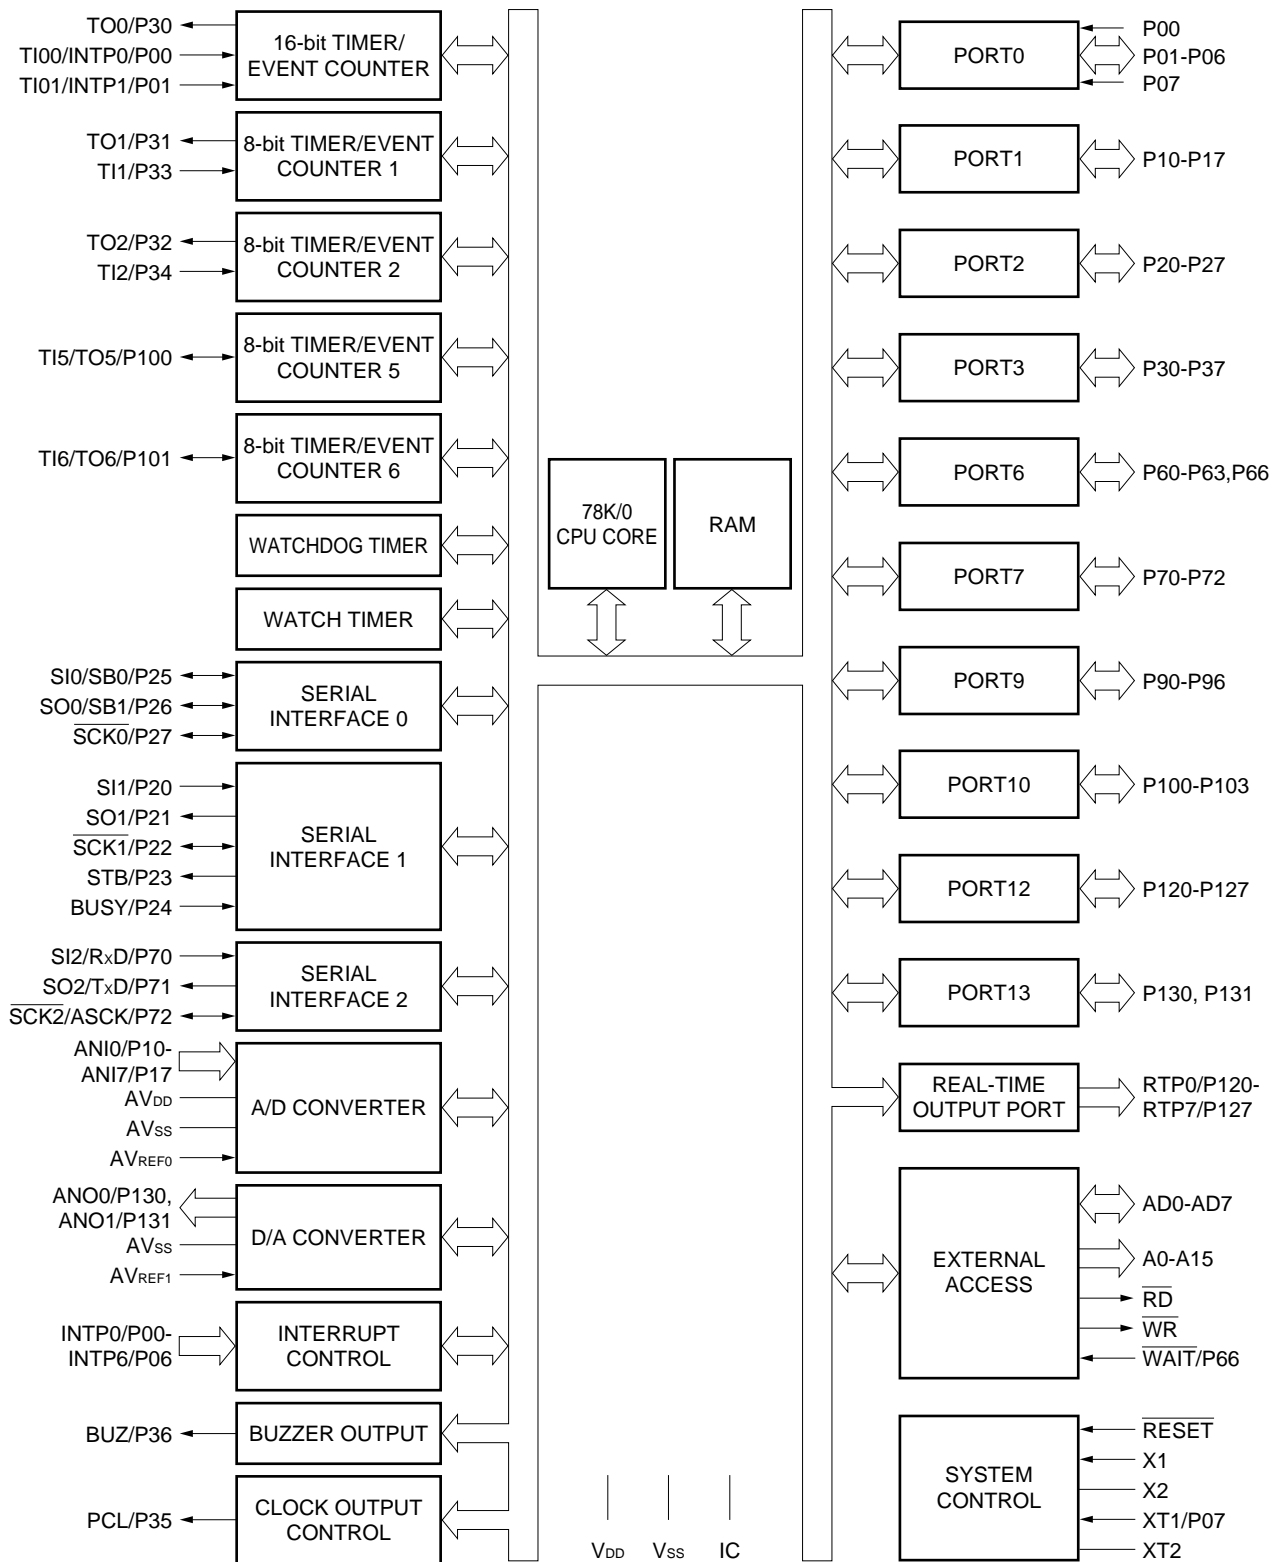 TO0/P30
TI00/INTP0/P00
TI01/INTP1/P01
16-bit TIMER/
EVENT COUNTER
TO1/P31
TI1/P33
8-bit TIMER/EVENT
COUNTER 1
TO2/P32
TI2/P34
8-bit TIMER/EVENT
COUNTER 2
TI5/TO5/P100
8-bit TIMER/EVENT
COUNTER 5
TI6/TO6/P101
8-bit TIMER/EVENT
COUNTER 6
WATCHDOG TIMER
WATCH TIMER
SI0/SB0/P25
SO0/SB1/P26
S̅C̅K̅0̅/P27
SERIAL
INTERFACE 0
SI1/P20
SO1/P21
S̅C̅K̅1̅/P22
STB/P23
BUSY/P24
SERIAL
INTERFACE 1
SI2/RxD/P70
SO2/TxD/P71
S̅C̅K̅2̅/ASCK/P72
SERIAL
INTERFACE 2
ANI0/P10-
ANI7/P17
AVDD
AVSS
AVREF0
A/D CONVERTER
ANO0/P130,
ANO1/P131
AVSS
AVREF1
D/A CONVERTER
INTP0/P00-
INTP6/P06
INTERRUPT
CONTROL
BUZ/P36
BUZZER OUTPUT
PCL/P35
CLOCK OUTPUT
CONTROL
78K/0
CPU CORE
RAM
VDD
VSS
IC
PORT0
P00
P01-P06
P07
PORT1
P10-P17
PORT2
P20-P27
PORT3
P30-P37
PORT6
P60-P63,P66
PORT7
P70-P72
PORT9
P90-P96
PORT10
P100-P103
PORT12
P120-P127
PORT13
P130, P131
REAL-TIME
OUTPUT PORT
RTP0/P120-
RTP7/P127
EXTERNAL
ACCESS
AD0-AD7
A0-A15
R̅D̅
W̅R̅
W̅A̅I̅T̅/P66
SYSTEM
CONTROL
R̅E̅S̅E̅T̅
X1
X2
XT1/P07
XT2